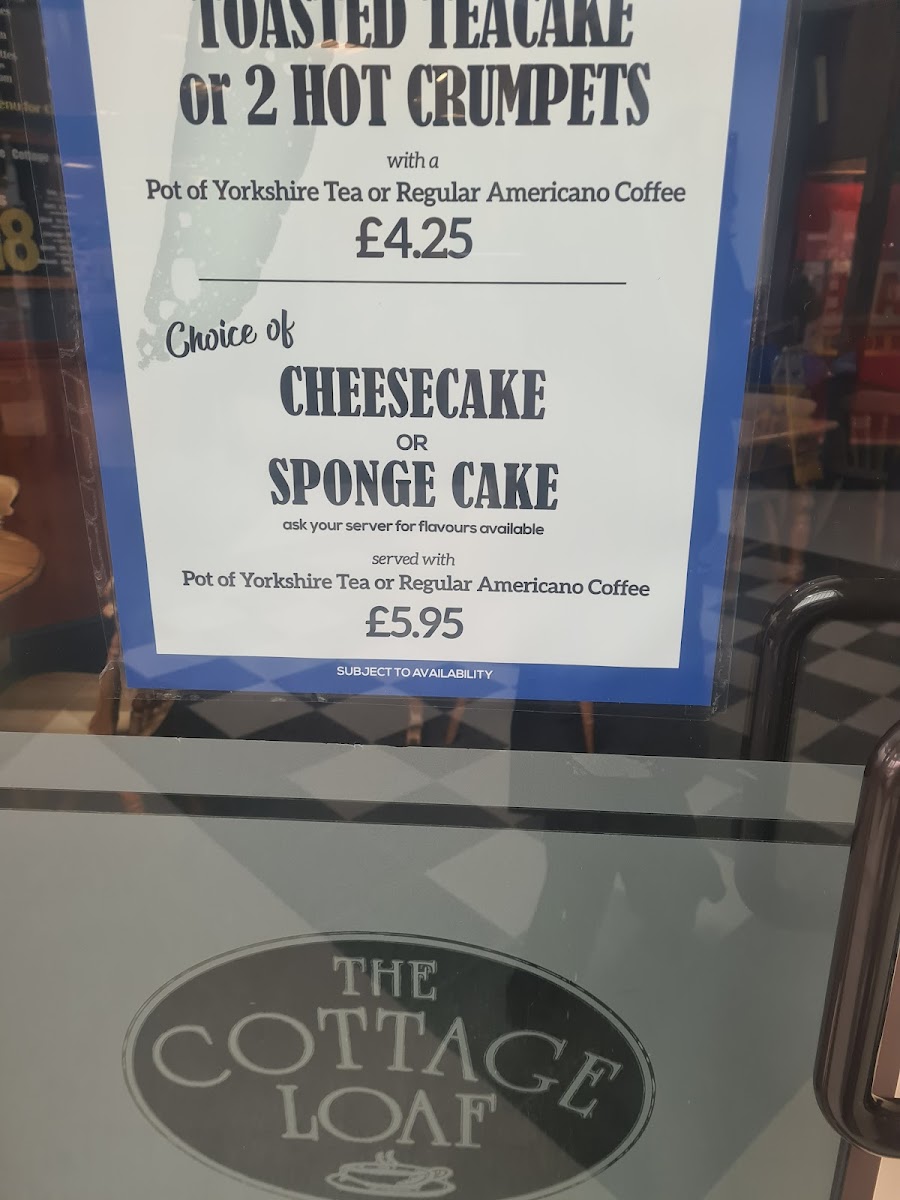 TOASTED TEACAKE
or 2 HOT CRUMPETS
with a
Pot of Yorkshire Tea or Regular Americano Coffee
£4.25
Choice of
CHEESECAKE
OR
SPONGE CAKE
ask your server for flavours available
served with
Pot of Yorkshire Tea or Regular Americano Coffee
£5.95
SUBJECT TO AVAILABILITY
THE
COTTAGE
LOAF